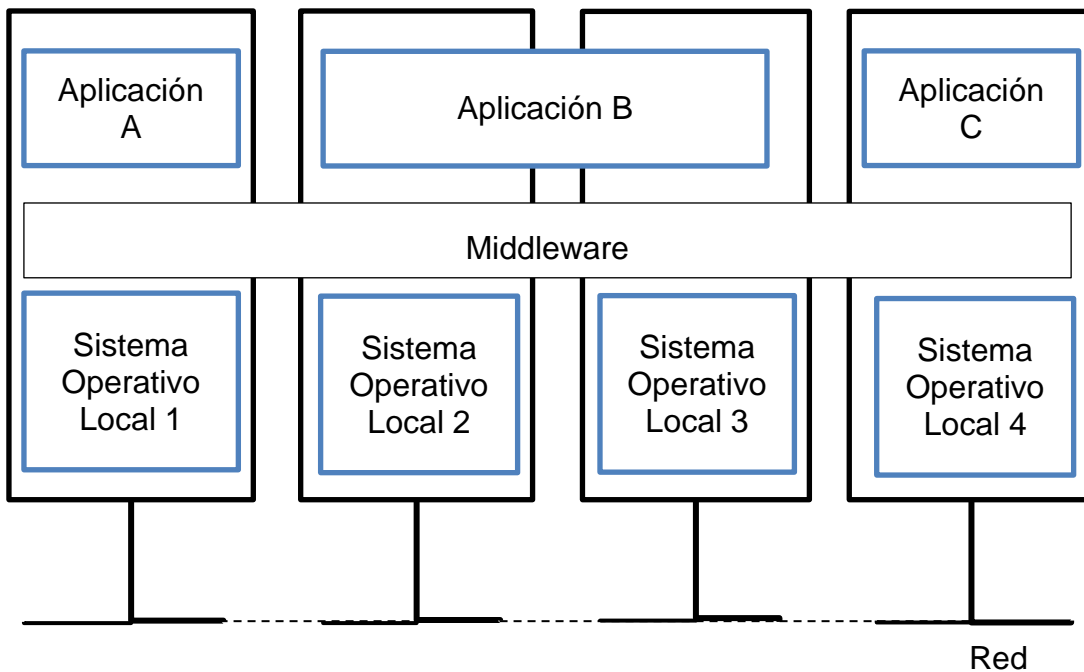 Aplicación
A
Aplicación B
Aplicación
C
Middleware
Sistema
Operativo
Local 1
Sistema
Operativo
Local 2
Sistema
Operativo
Local 3
Sistema
Operativo
Local 4
Red